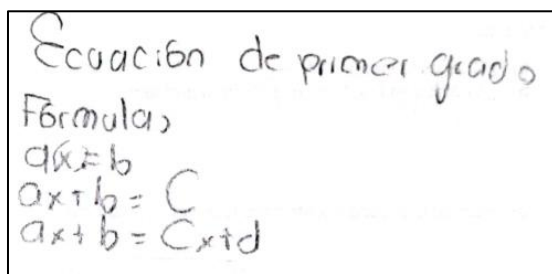 Ecuación de primer grado
Fórmulas
ax = b
ax + b = C
ax + b = Cx + d